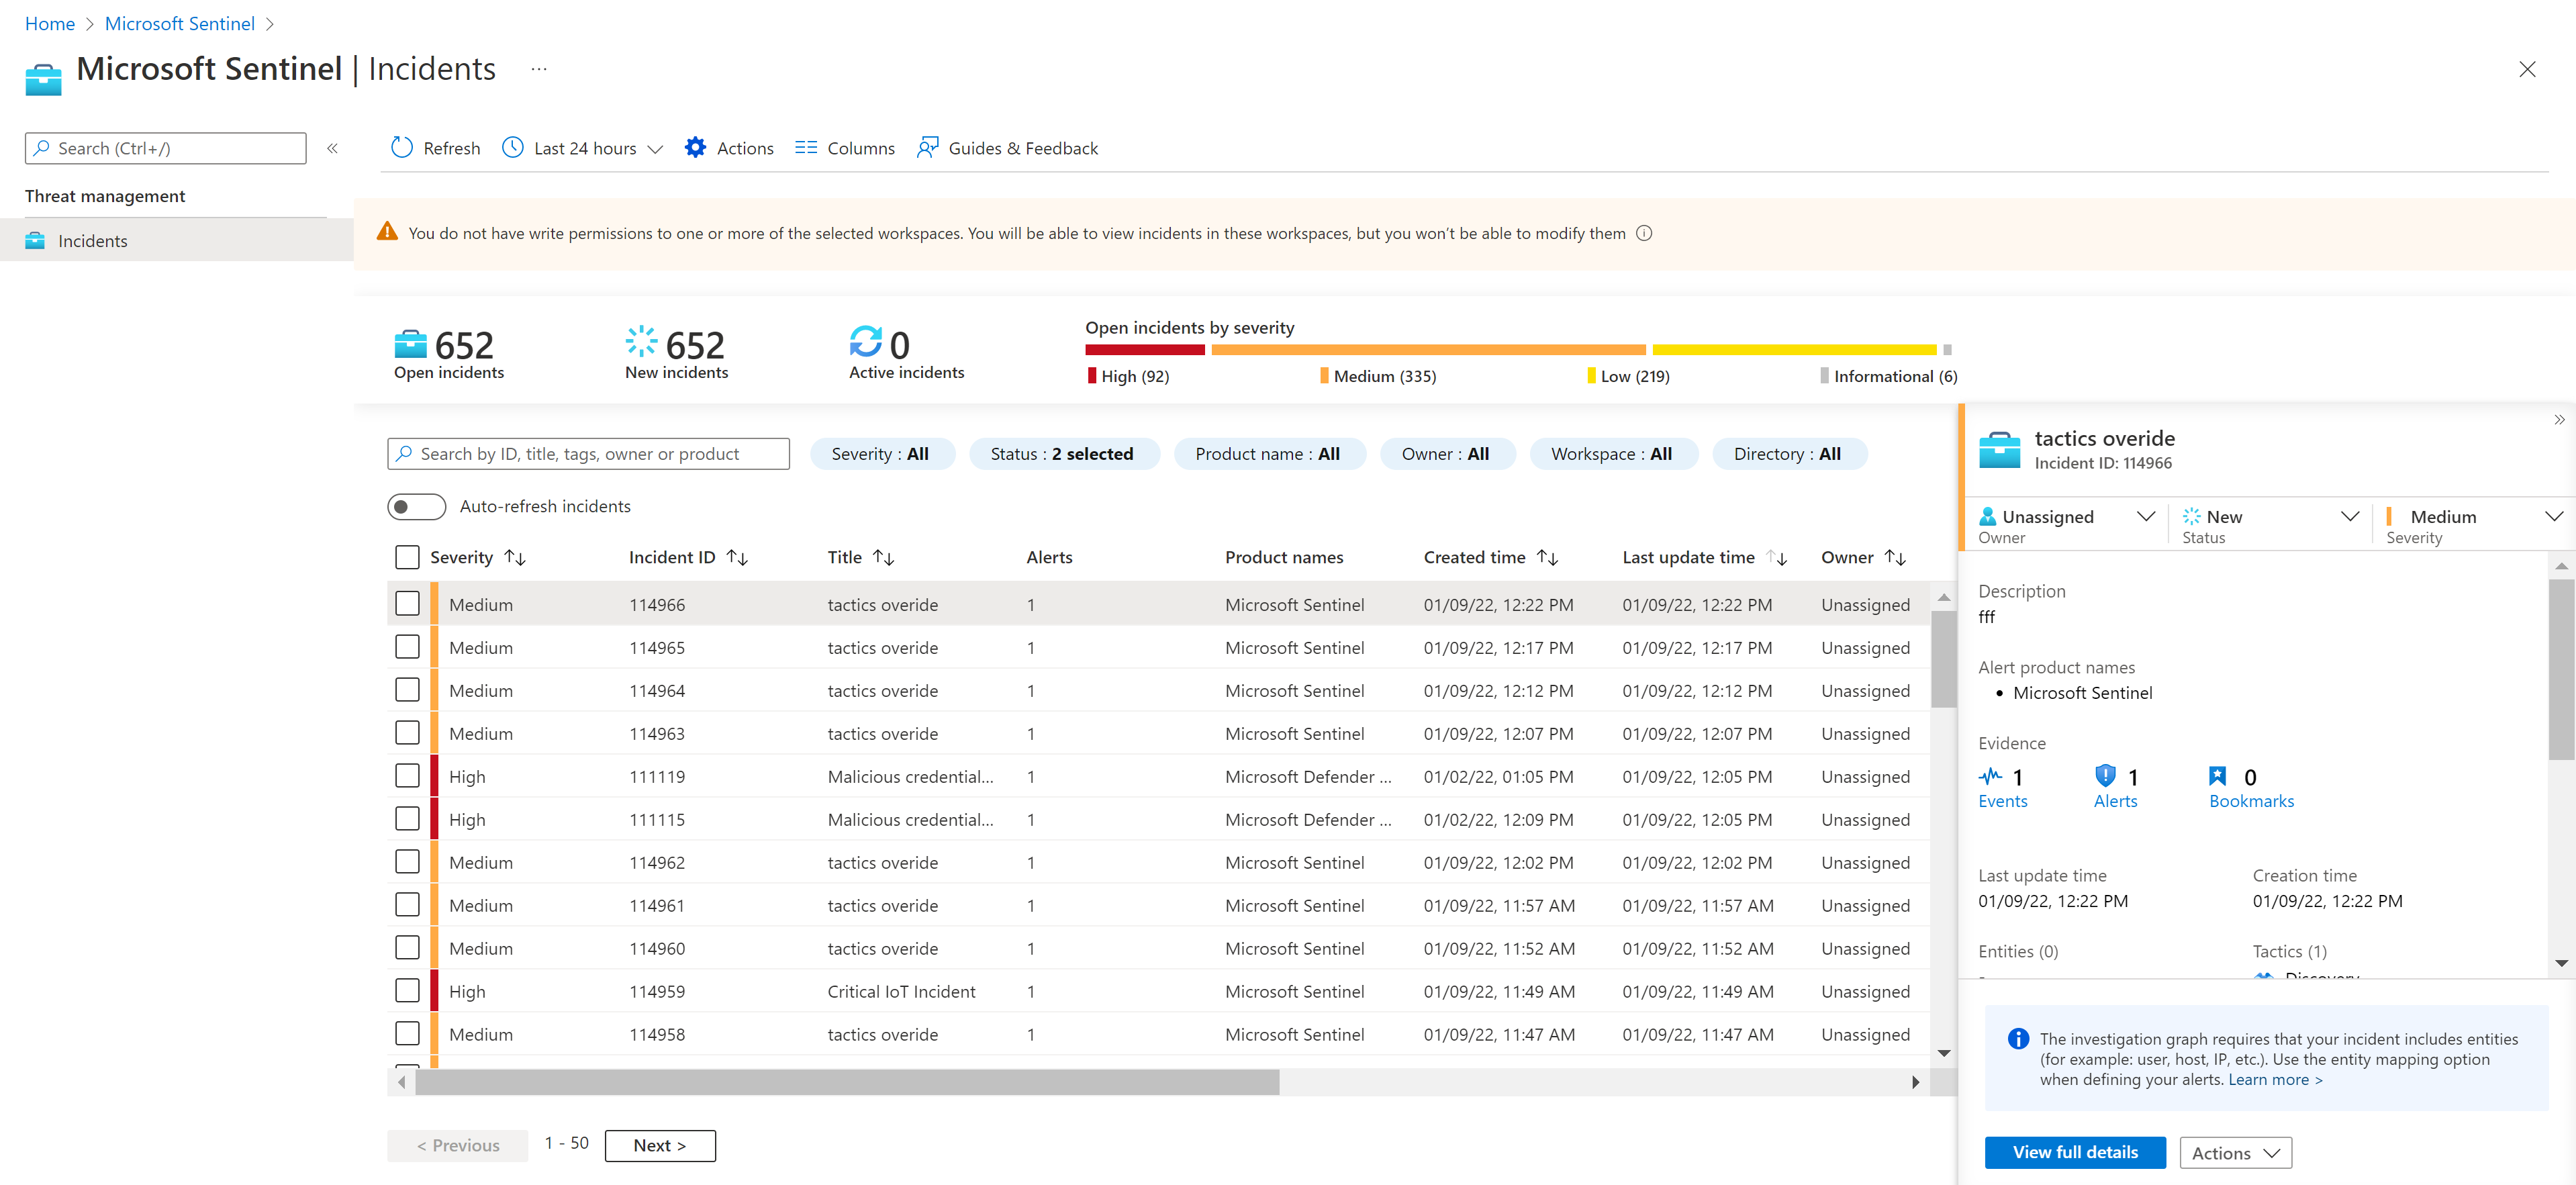 Home > Microsoft Sentinel >
Microsoft Sentinel | Incidents ...
Search (Ctrl+/) «
Threat management
Incidents
Refresh Last 24 hours Actions Columns Guides & Feedback
You do not have write permissions to one or more of the selected workspaces. You will be able to view incidents in these workspaces, but you won't be able to modify them
652 Open incidents
652 New incidents
0 Active incidents
Open incidents by severity
High (92) Medium (335) Low (219) Informational (6)
Search by ID, title, tags, owner or product Severity : All Status : 2 selected Product name : All Owner : All Workspace : All Directory : All
Auto-refresh incidents
Severity Incident ID Title Alerts Product names Created time Last update time Owner
Medium 114966 tactics overide 1 Microsoft Sentinel 01/09/22, 12:22 PM 01/09/22, 12:22 PM Unassigned
Medium 114965 tactics overide 1 Microsoft Sentinel 01/09/22, 12:17 PM 01/09/22, 12:17 PM Unassigned
Medium 114964 tactics overide 1 Microsoft Sentinel 01/09/22, 12:12 PM 01/09/22, 12:12 PM Unassigned
Medium 114963 tactics overide 1 Microsoft Sentinel 01/09/22, 12:07 PM 01/09/22, 12:07 PM Unassigned
High 111119 Malicious credential... 1 Microsoft Defender ... 01/02/22, 01:05 PM 01/09/22, 12:05 PM Unassigned
High 111115 Malicious credential... 1 Microsoft Defender ... 01/02/22, 12:09 PM 01/09/22, 12:05 PM Unassigned
Medium 114962 tactics overide 1 Microsoft Sentinel 01/09/22, 12:02 PM 01/09/22, 12:02 PM Unassigned
Medium 114961 tactics overide 1 Microsoft Sentinel 01/09/22, 11:57 AM 01/09/22, 11:57 AM Unassigned
Medium 114960 tactics overide 1 Microsoft Sentinel 01/09/22, 11:52 AM 01/09/22, 11:52 AM Unassigned
High 114959 Critical IoT Incident 1 Microsoft Sentinel 01/09/22, 11:49 AM 01/09/22, 11:49 AM Unassigned
Medium 114958 tactics overide 1 Microsoft Sentinel 01/09/22, 11:47 AM 01/09/22, 11:47 AM Unassigned
< Previous 1 - 50 Next >
»
tactics overide
Incident ID: 114966
Unassigned New Medium
Owner Status Severity
Description
fff
Alert product names
• Microsoft Sentinel
Evidence
1 1 0
Events Alerts Bookmarks
Last update time Creation time
01/09/22, 12:22 PM 01/09/22, 12:22 PM
Entities (0) Tactics (1)
Discovery
The investigation graph requires that your incident includes entities
(for example: user, host, IP, etc.). Use the entity mapping option
when defining your alerts. Learn more >
View full details Actions